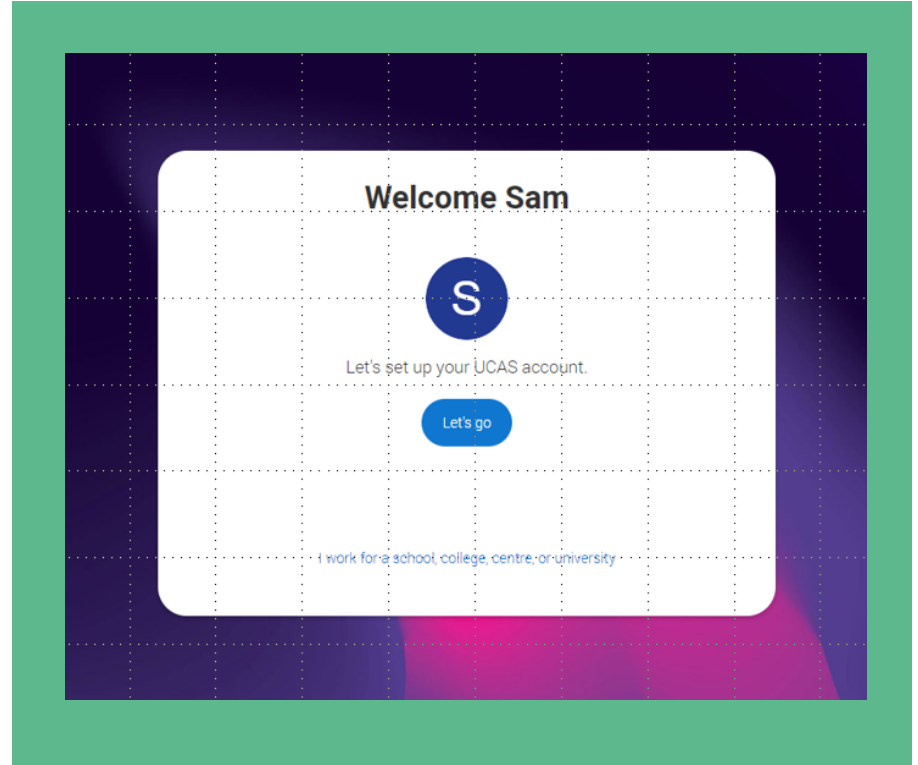 Welcome Sam
S
Let's set up your UCAS account.
Let's go
I work for a school, college, centre, or university